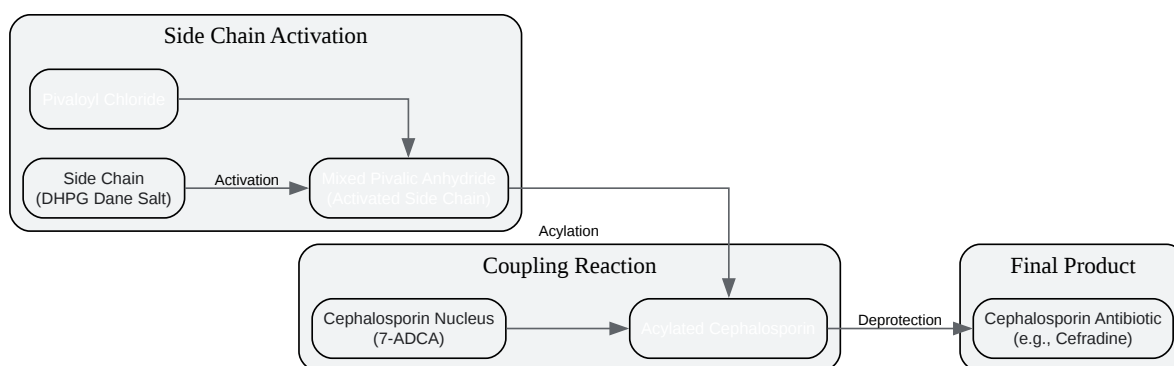 Side Chain Activation
Pivaloyl Chloride
Side Chain
(DHPG Dane Salt)
Activation
Mixed Pivalic Anhydride
(Activated Side Chain)
Acylation
Coupling Reaction
Cephalosporin Nucleus
(7-ADCA)
Acylated Cephalosporin
Deprotection
Final Product
Cephalosporin Antibiotic
(e.g., Cefradine)